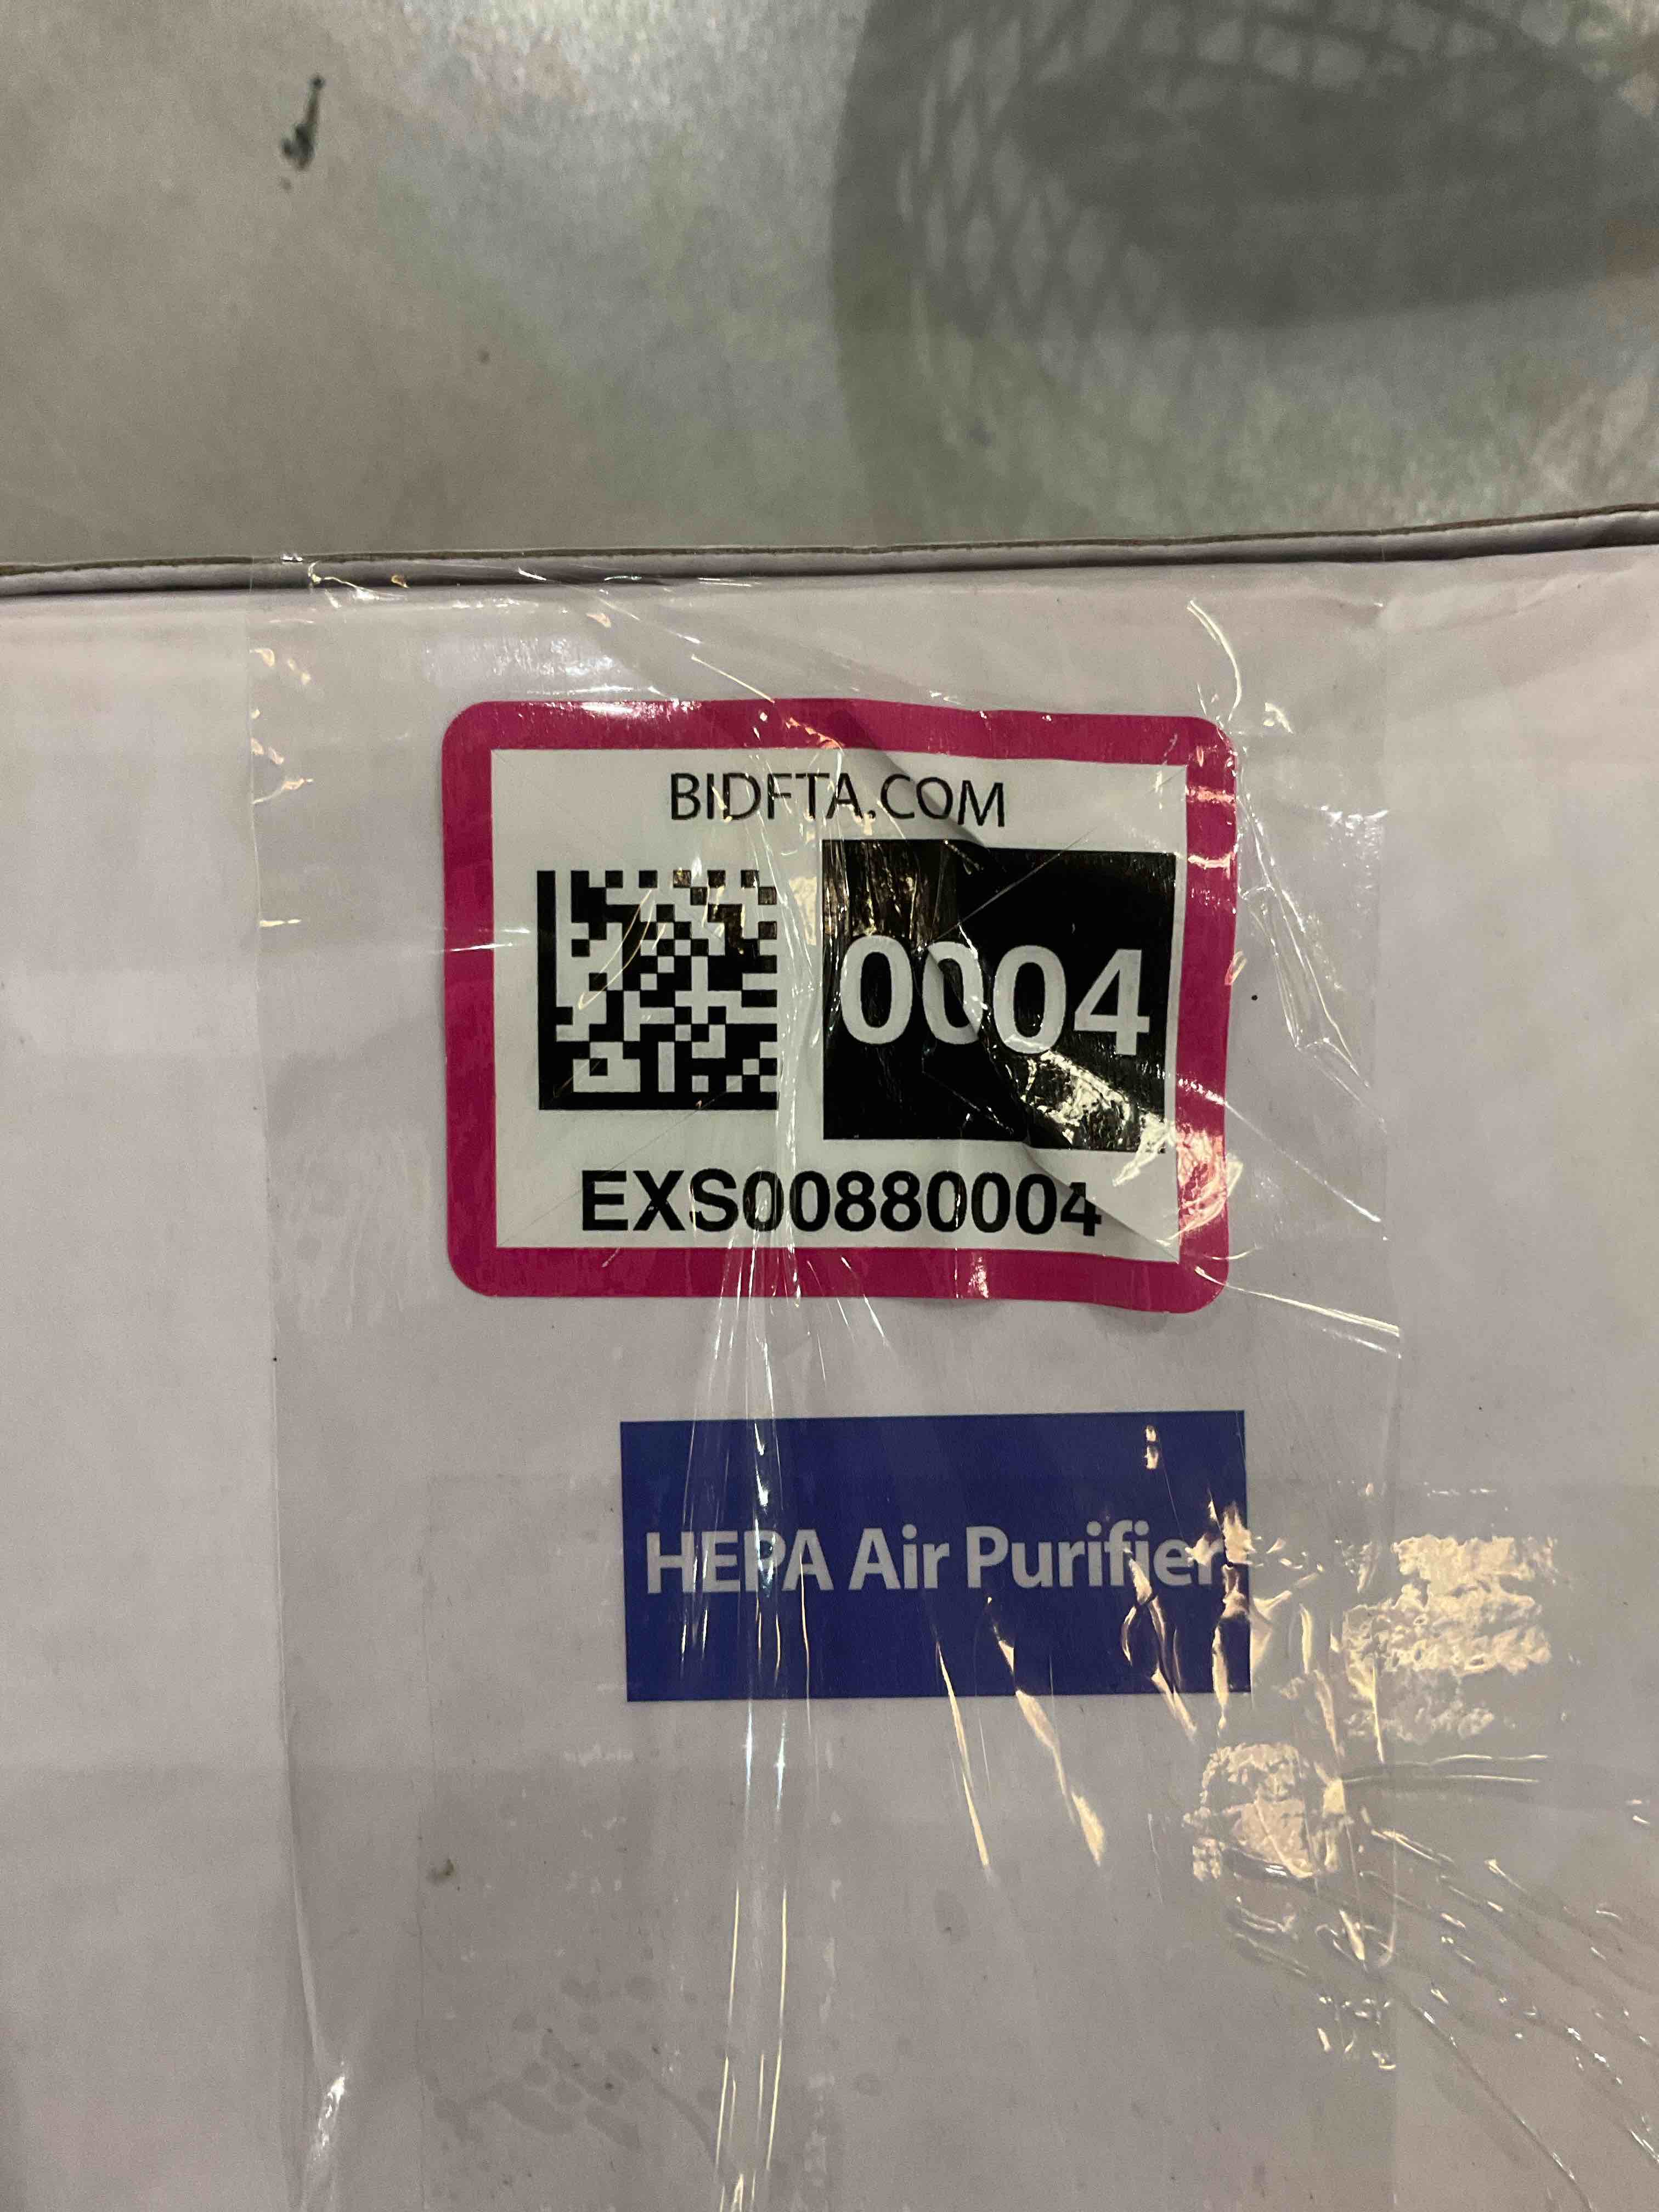 BIDFTA.COM
0004
EXS00880004
HEPA Air Purifier